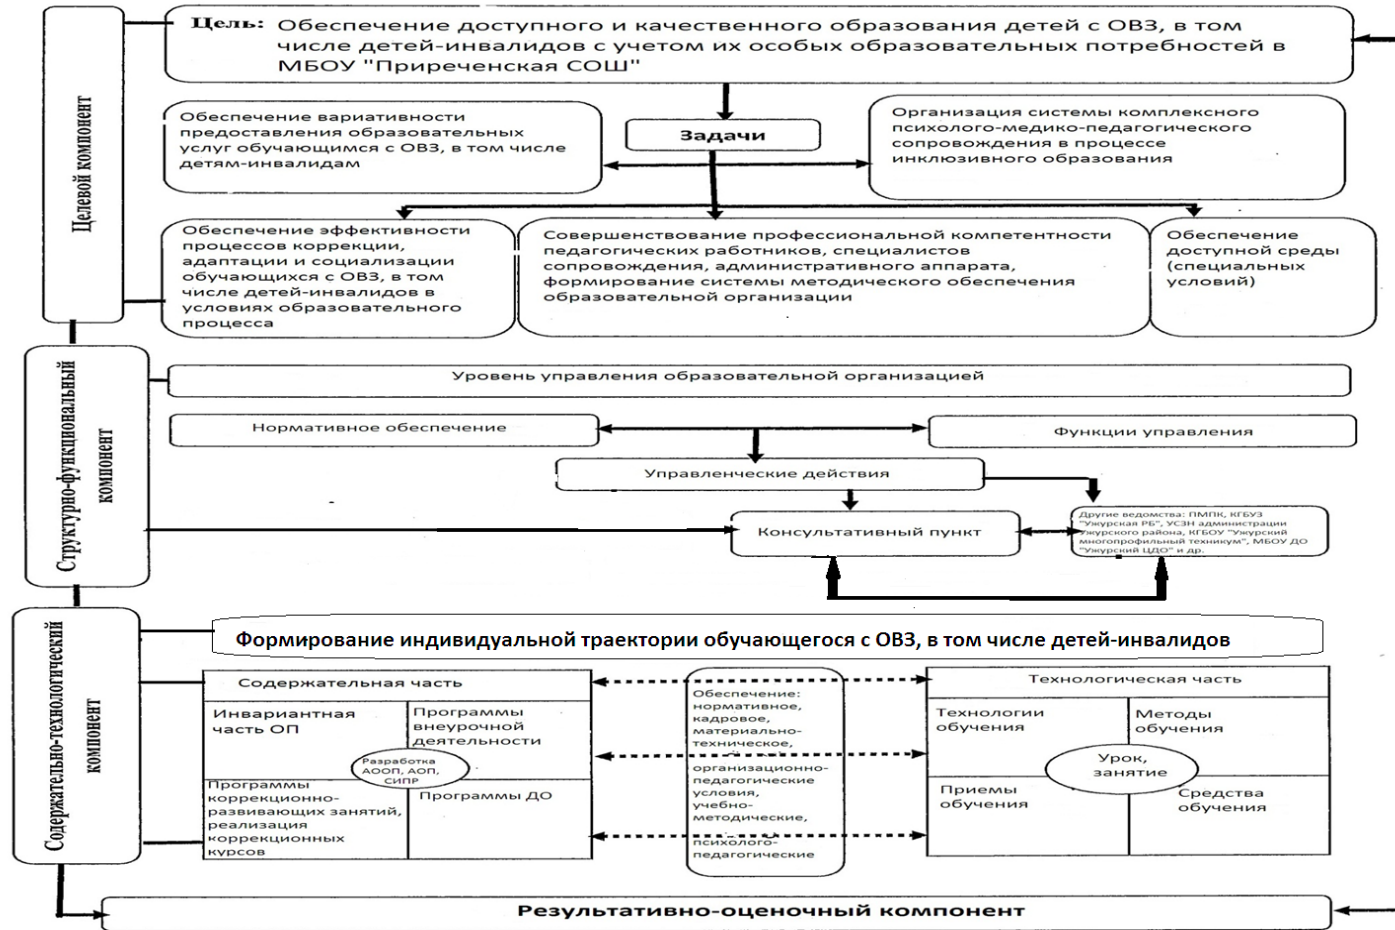 Цель: Обеспечение доступного и качественного образования детей с ОВЗ, в том
числе детей-инвалидов с учетом их особых образовательных потребностей в
МБОУ "Приреченская СОШ"
Целевой компонент
Обеспечение вариативности
предоставления образовательных
услуг обучающимся с ОВЗ, в том числе
детям-инвалидам
Задачи
Организация системы комплексного
психолого-медико-педагогического
сопровождения в процессе
инклюзивного образования
Обеспечение эффективности
процессов коррекции,
адаптации и социализации
обучающихся с ОВЗ, в том
числе детей-инвалидов в
условиях образовательного
процесса
Совершенствование профессиональной компетентности
педагогических работников, специалистов
сопровождения, административного аппарата,
формирование системы методического обеспечения
образовательной организации
Обеспечение
доступной среды
(специальных
условий)
Структурно-функциональный
компонент
Уровень управления образовательной организацией
Нормативное обеспечение
Функции управления
Управленческие действия
Консультативный пункт
Другие ведомства: ПМПК, КГБУЗ
"Ужурская РБ", УСЗН администрации
Ужурского района, КГБОУ "Ужурский
многопрофильный техникум", МБОУ ДО
"Ужурский ЦДО" и др.
Содержательно-технологический
компонент
Формирование индивидуальной траектории обучающегося с ОВЗ, в том числе детей-инвалидов
Содержательная часть
Инвариантная
часть ОП
Программы
внеурочной
деятельности
Разработка
АООП, АОП,
СИПР
Программы
коррекционно-
развивающих занятий,
реализация
коррекционных
курсов
Программы ДО
Обеспечение:
нормативное,
кадровое,
материально-
техническое,
организационно-
педагогические
условия,
учебно-
методические,
психолого-
педагогические
Технологическая часть
Технологии
обучения
Методы
обучения
Урок,
занятие
Приемы
обучения
Средства
обучения
Результативно-оценочный компонент